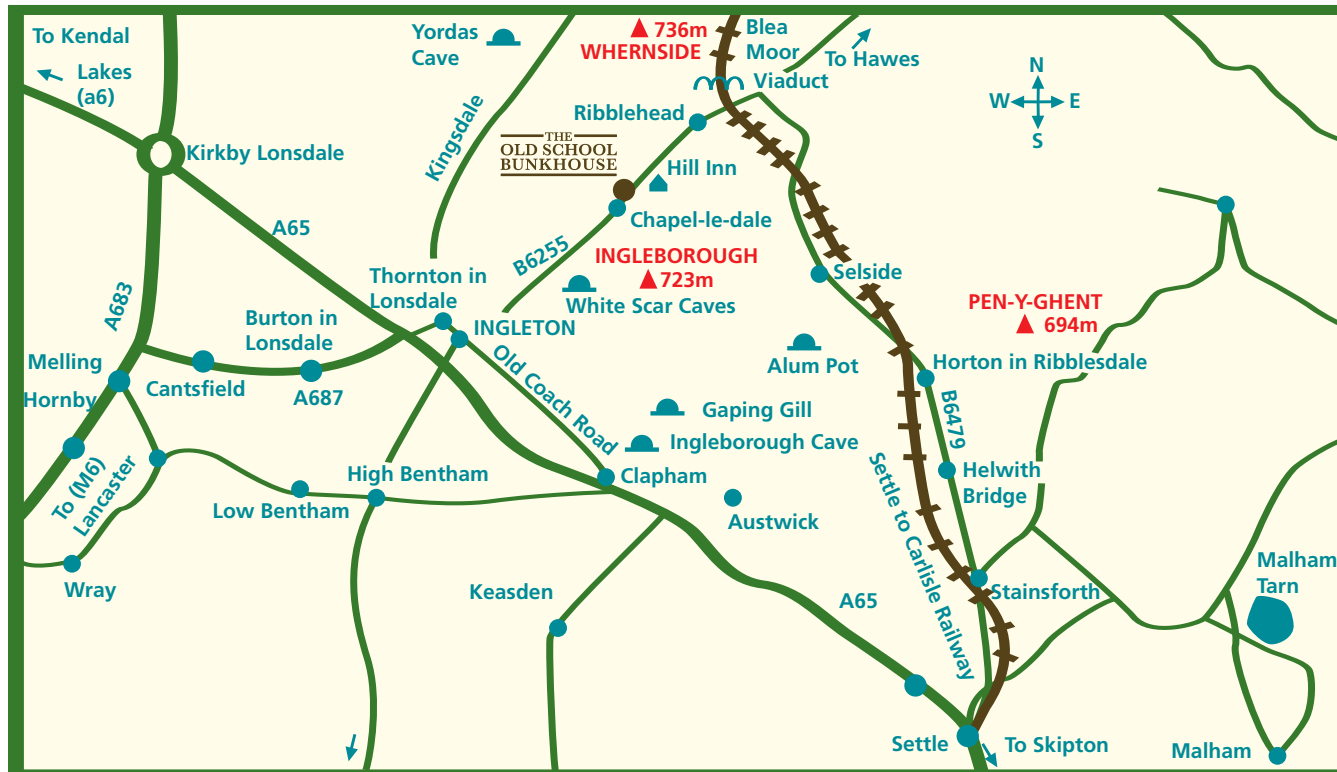 To Kendal
Lakes
(a6)
Yordas
Cave
736m
WHERNSIDE
Blea
Moor
Viaduct
To Hawes
N
W
E
S
Kirkby Lonsdale
Kingsdale
Ribblehead
THE
OLD SCHOOL
BUNKHOUSE
Hill Inn
Chapel-le-dale
A65
B6255
INGLEBOROUGH
723m
White Scar Caves
Selside
PEN-Y-GHENT
694m
Thornton in
Lonsdale
INGLETON
A683
Burton in
Lonsdale
Melling
Hornby
Cantsfield
A687
Old Coach Road
Alum Pot
Horton in Ribblesdale
B6479
Gaping Gill
Ingleborough Cave
Clapham
High Bentham
Low Bentham
To (M6)
Lancaster
Austwick
Helwith
Bridge
Settle to Carlisle Railway
Wray
Keasden
A65
Stainsforth
Malham
Tarn
Settle
To Skipton
Malham